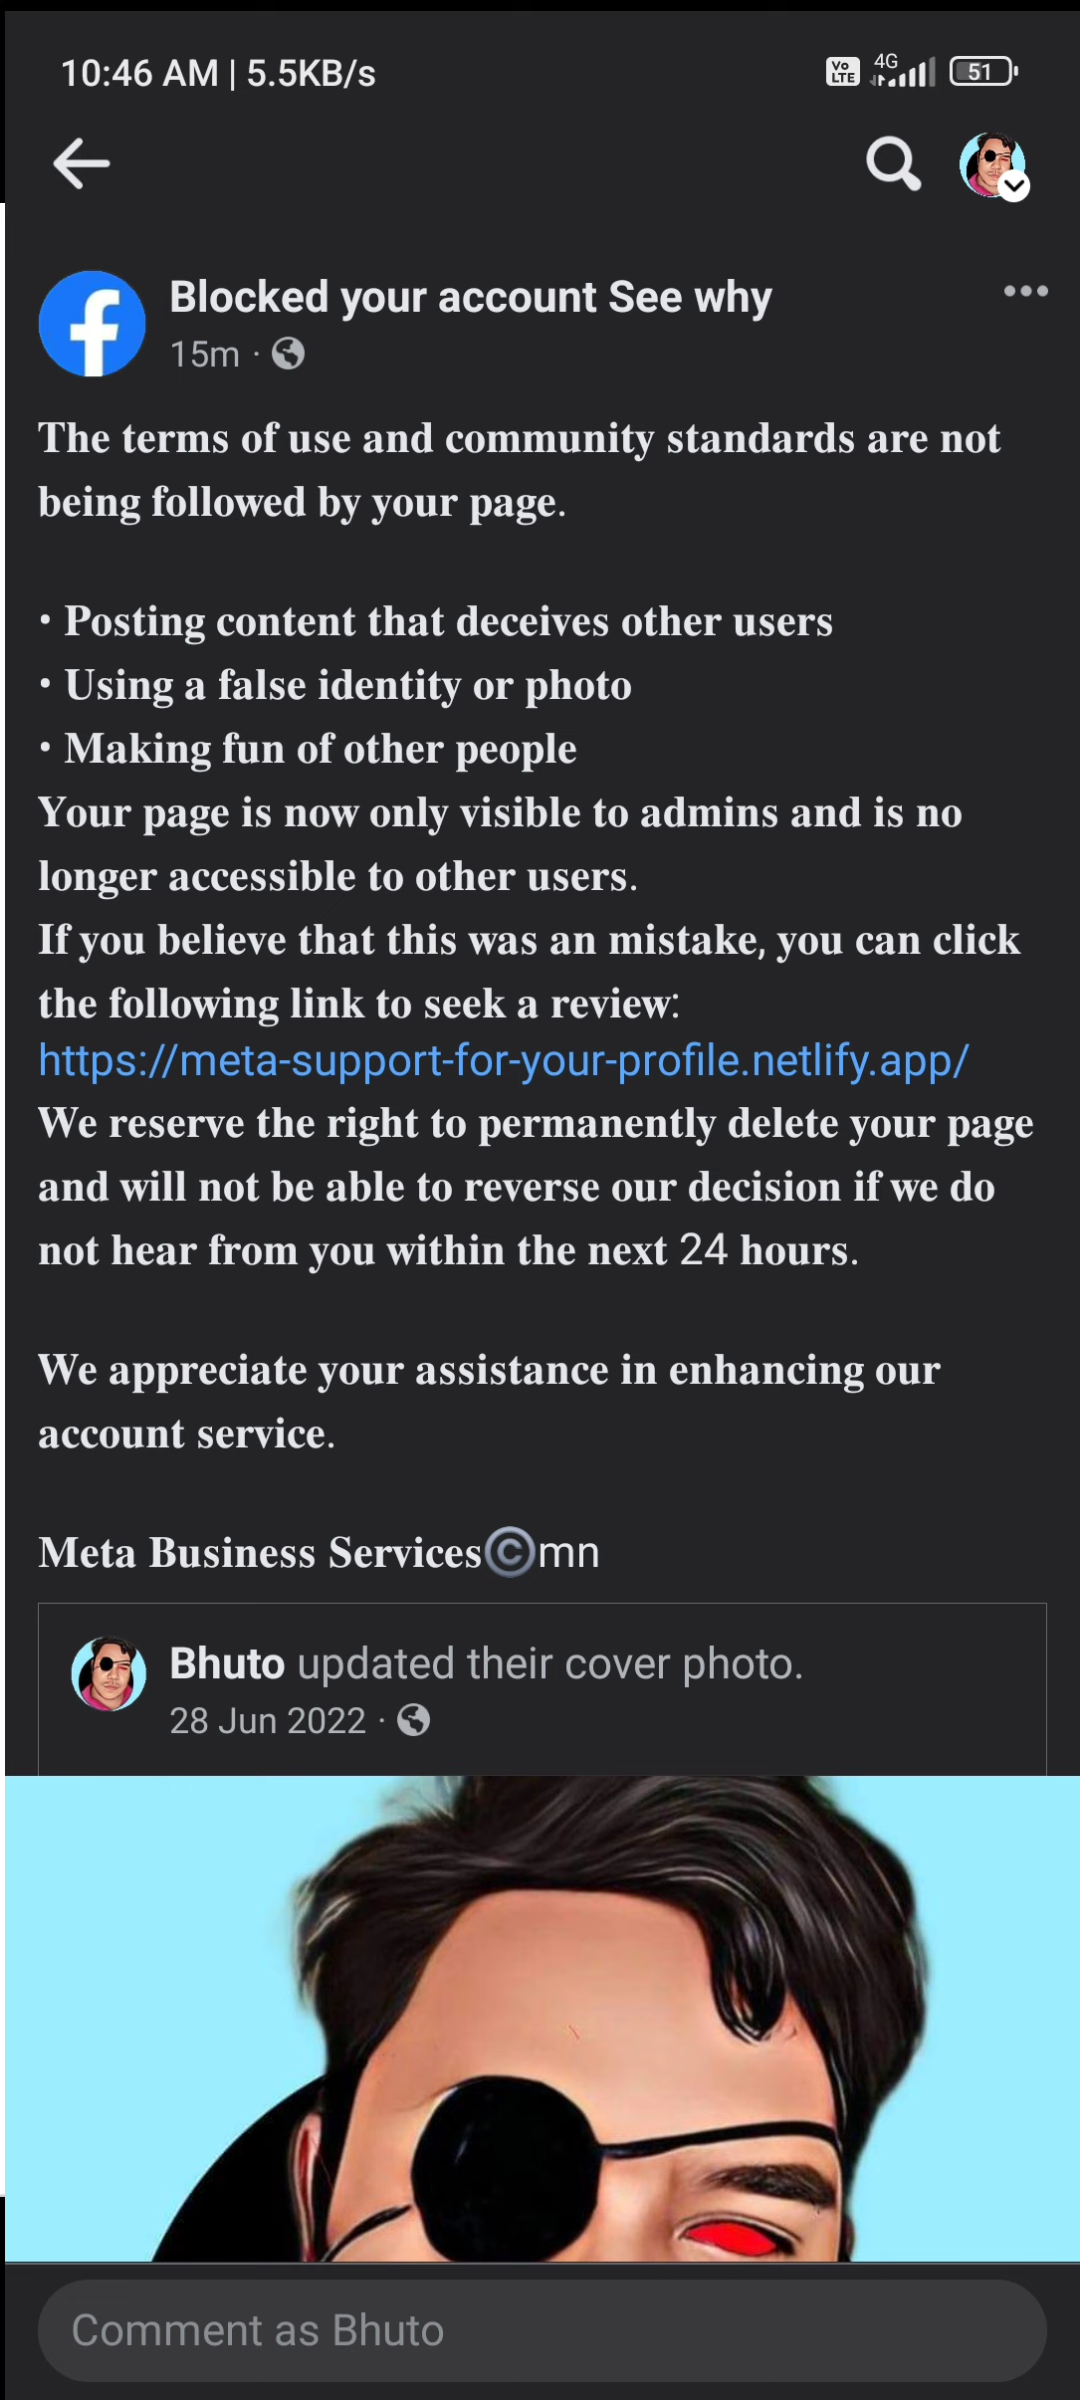 10:46 AM | 5.5KB/s
Vo LTE 4G 51
Blocked your account See why
15m ·
The terms of use and community standards are not
being followed by your page.
• Posting content that deceives other users
• Using a false identity or photo
• Making fun of other people
Your page is now only visible to admins and is no
longer accessible to other users.
If you believe that this was an mistake, you can click
the following link to seek a review:
https://meta-support-for-your-profile.netlify.app/
We reserve the right to permanently delete your page
and will not be able to reverse our decision if we do
not hear from you within the next 24 hours.
We appreciate your assistance in enhancing our
account service.
Meta Business Services©mn
Bhuto updated their cover photo.
28 Jun 2022 ·
Comment as Bhuto